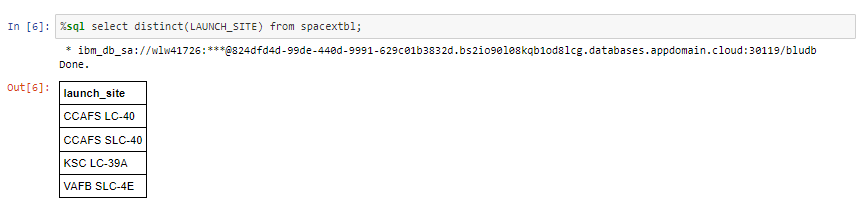 In [6]: %sql select distinct(LAUNCH_SITE) from spacextbl;
* ibm_db_sa://wlw41726:***@824dfd4d-99de-440d-9991-629c01b3832d.bs2io90l08kqb1od8lcg.databases.appdomain.cloud:30119/bludb
Done.
Out[6]:
launch_site
CCAFS LC-40
CCAFS SLC-40
KSC LC-39A
VAFB SLC-4E